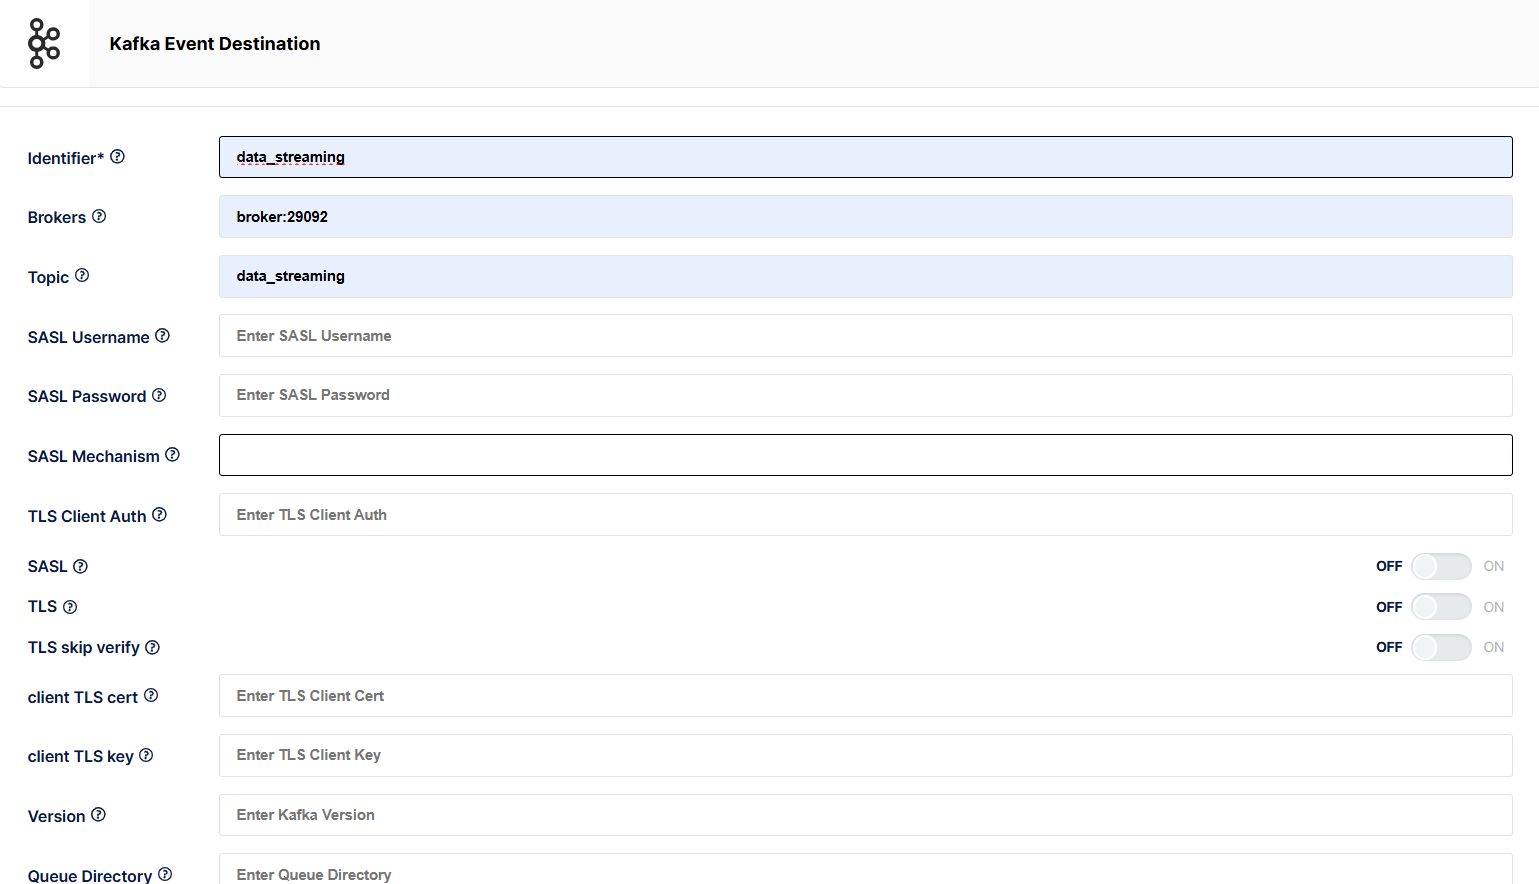 Kafka Event Destination
Identifier* data_streaming
Brokers broker:29092
Topic data_streaming
SASL Username Enter SASL Username
SASL Password Enter SASL Password
SASL Mechanism
TLS Client Auth Enter TLS Client Auth
SASL OFF ON
TLS OFF ON
TLS skip verify OFF ON
client TLS cert Enter TLS Client Cert
client TLS key Enter TLS Client Key
Version Enter Kafka Version
Queue Directory Enter Queue Directory